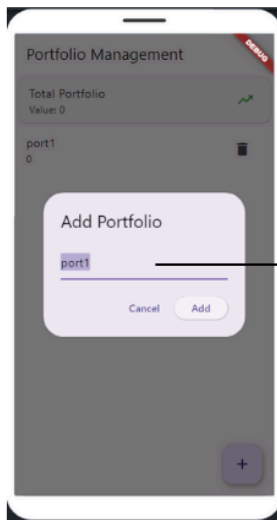 DEBUG
Portfolio Management
Total Portfolio
Value: 0
port1
0
Add Portfolio
port1
Cancel Add
+